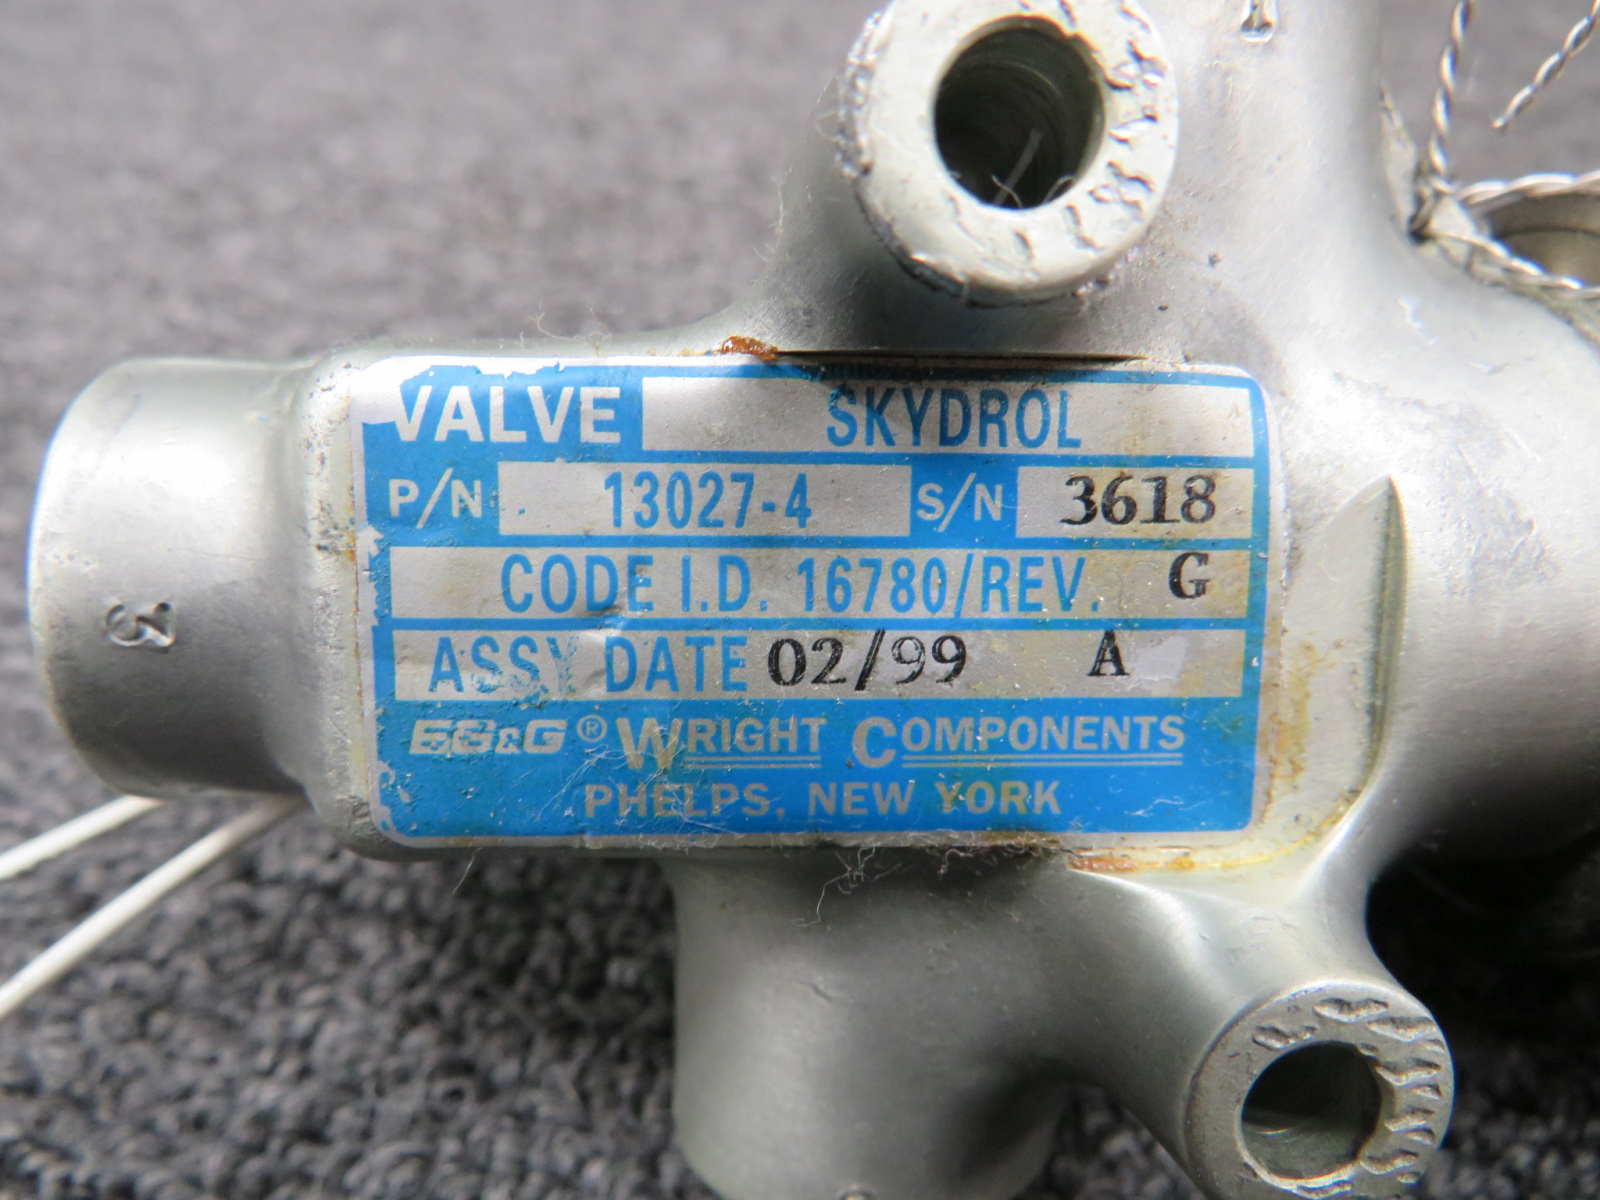 VALVE SKYDROL
P/N 13027-4 S/N 3618
CODE I.D. 16780/REV. G
ASSY DATE 02/99 A
EG&G® WRIGHT COMPONENTS
PHELPS, NEW YORK